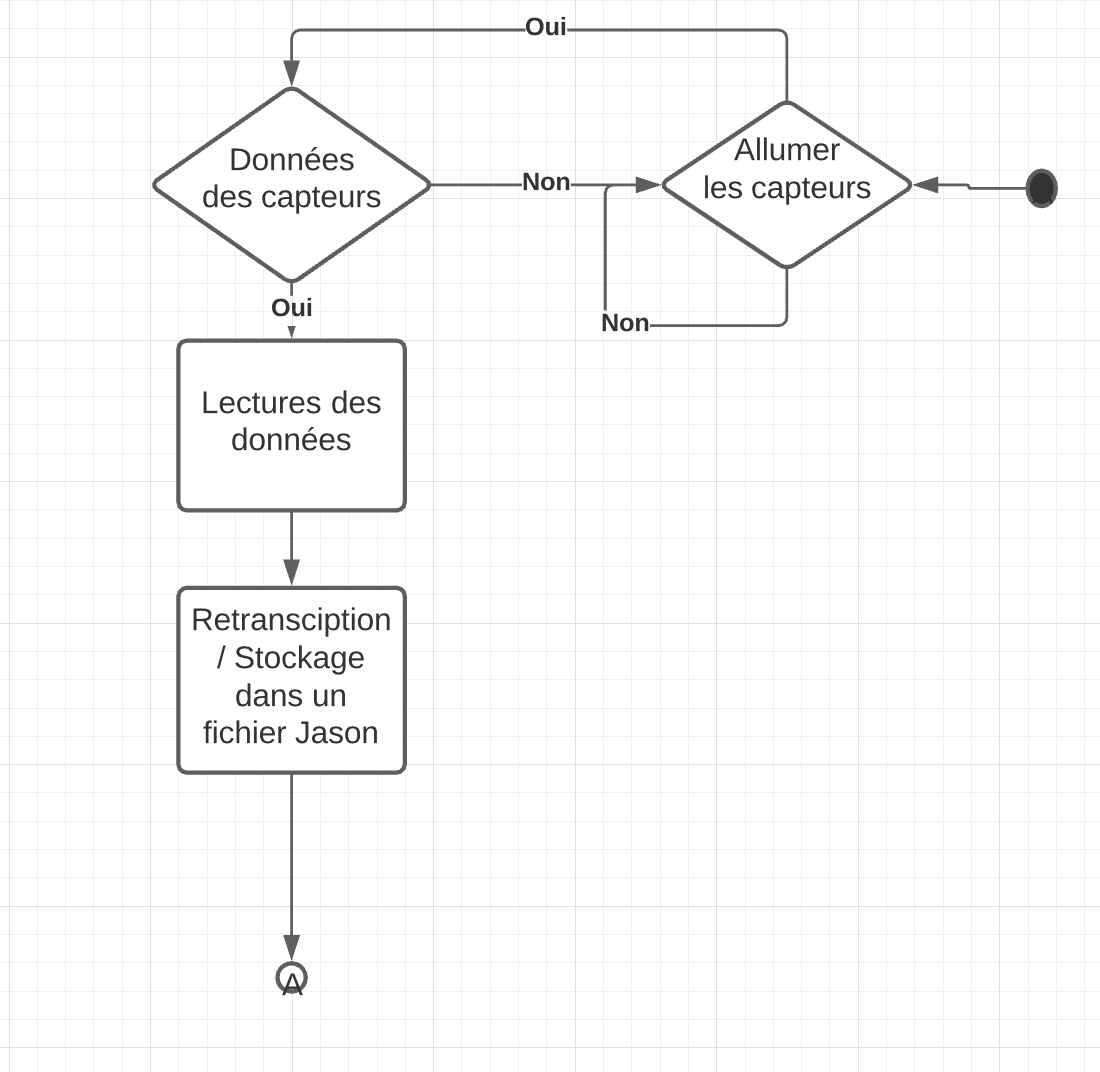 Oui
Données
des capteurs
Non
Allumer
les capteurs
Oui
Non
Lectures des
données
Retransciption
/ Stockage
dans un
fichier Jason
A